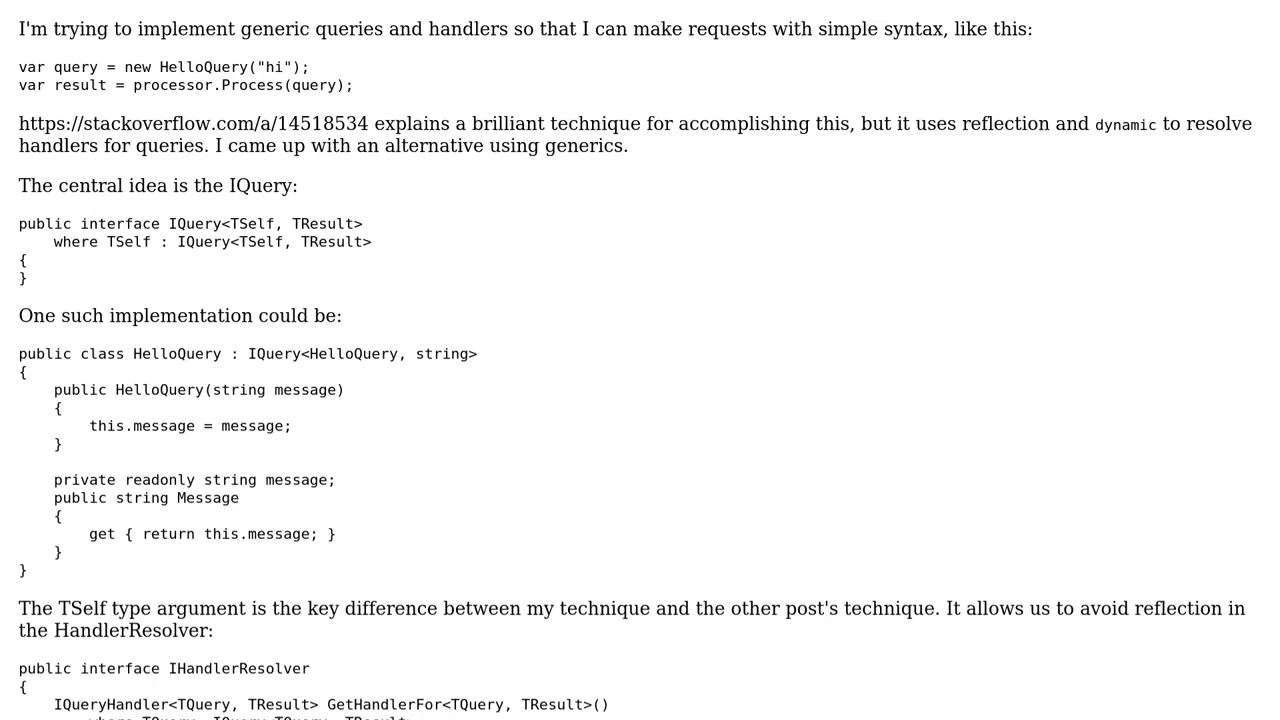 I'm trying to implement generic queries and handlers so that I can make requests with simple syntax, like this:
var query = new HelloQuery("hi");
var result = processor.Process(query);
https://stackoverflow.com/a/14518534 explains a brilliant technique for accomplishing this, but it uses reflection and dynamic to resolve
handlers for queries. I came up with an alternative using generics.
The central idea is the IQuery:
public interface IQuery<TSelf, TResult>
    where TSelf : IQuery<TSelf, TResult>
{
}
One such implementation could be:
public class HelloQuery : IQuery<HelloQuery, string>
{
    public HelloQuery(string message)
    {
        this.message = message;
    }
    private readonly string message;
    public string Message
    {
        get { return this.message; }
    }
}
The TSelf type argument is the key difference between my technique and the other post's technique. It allows us to avoid reflection in
the HandlerResolver:
public interface IHandlerResolver
{
    IQueryHandler<TQuery, TResult> GetHandlerFor<TQuery, TResult>()